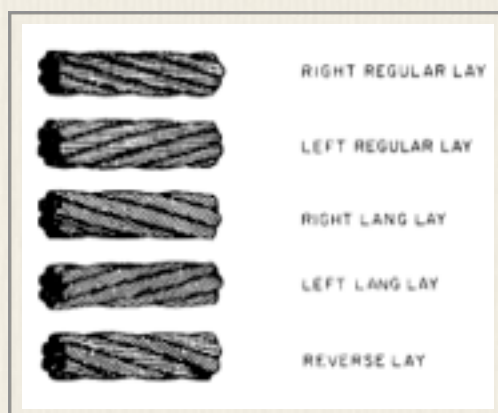 RIGHT REGULAR LAY
LEFT REGULAR LAY
RIGHT LANG LAY
LEFT LANG LAY
REVERSE LAY